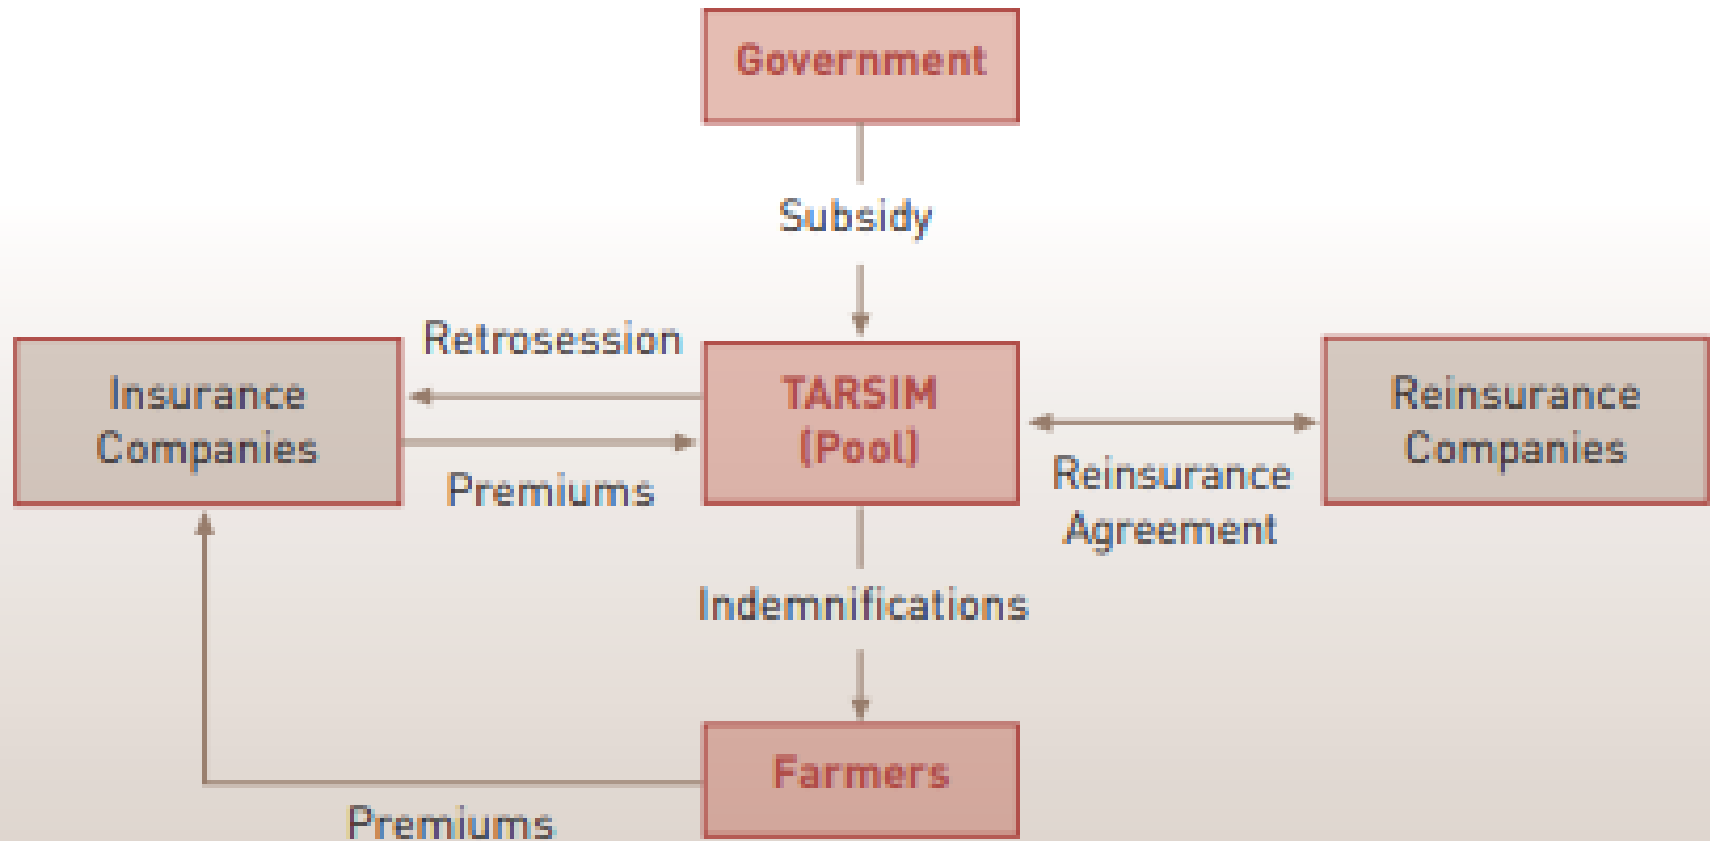 Government
Subsidy
Retrosession
Insurance
Companies
Premiums
TARSIM
(Pool)
Reinsurance
Agreement
Reinsurance
Companies
Indemnifications
Farmers
Premiums